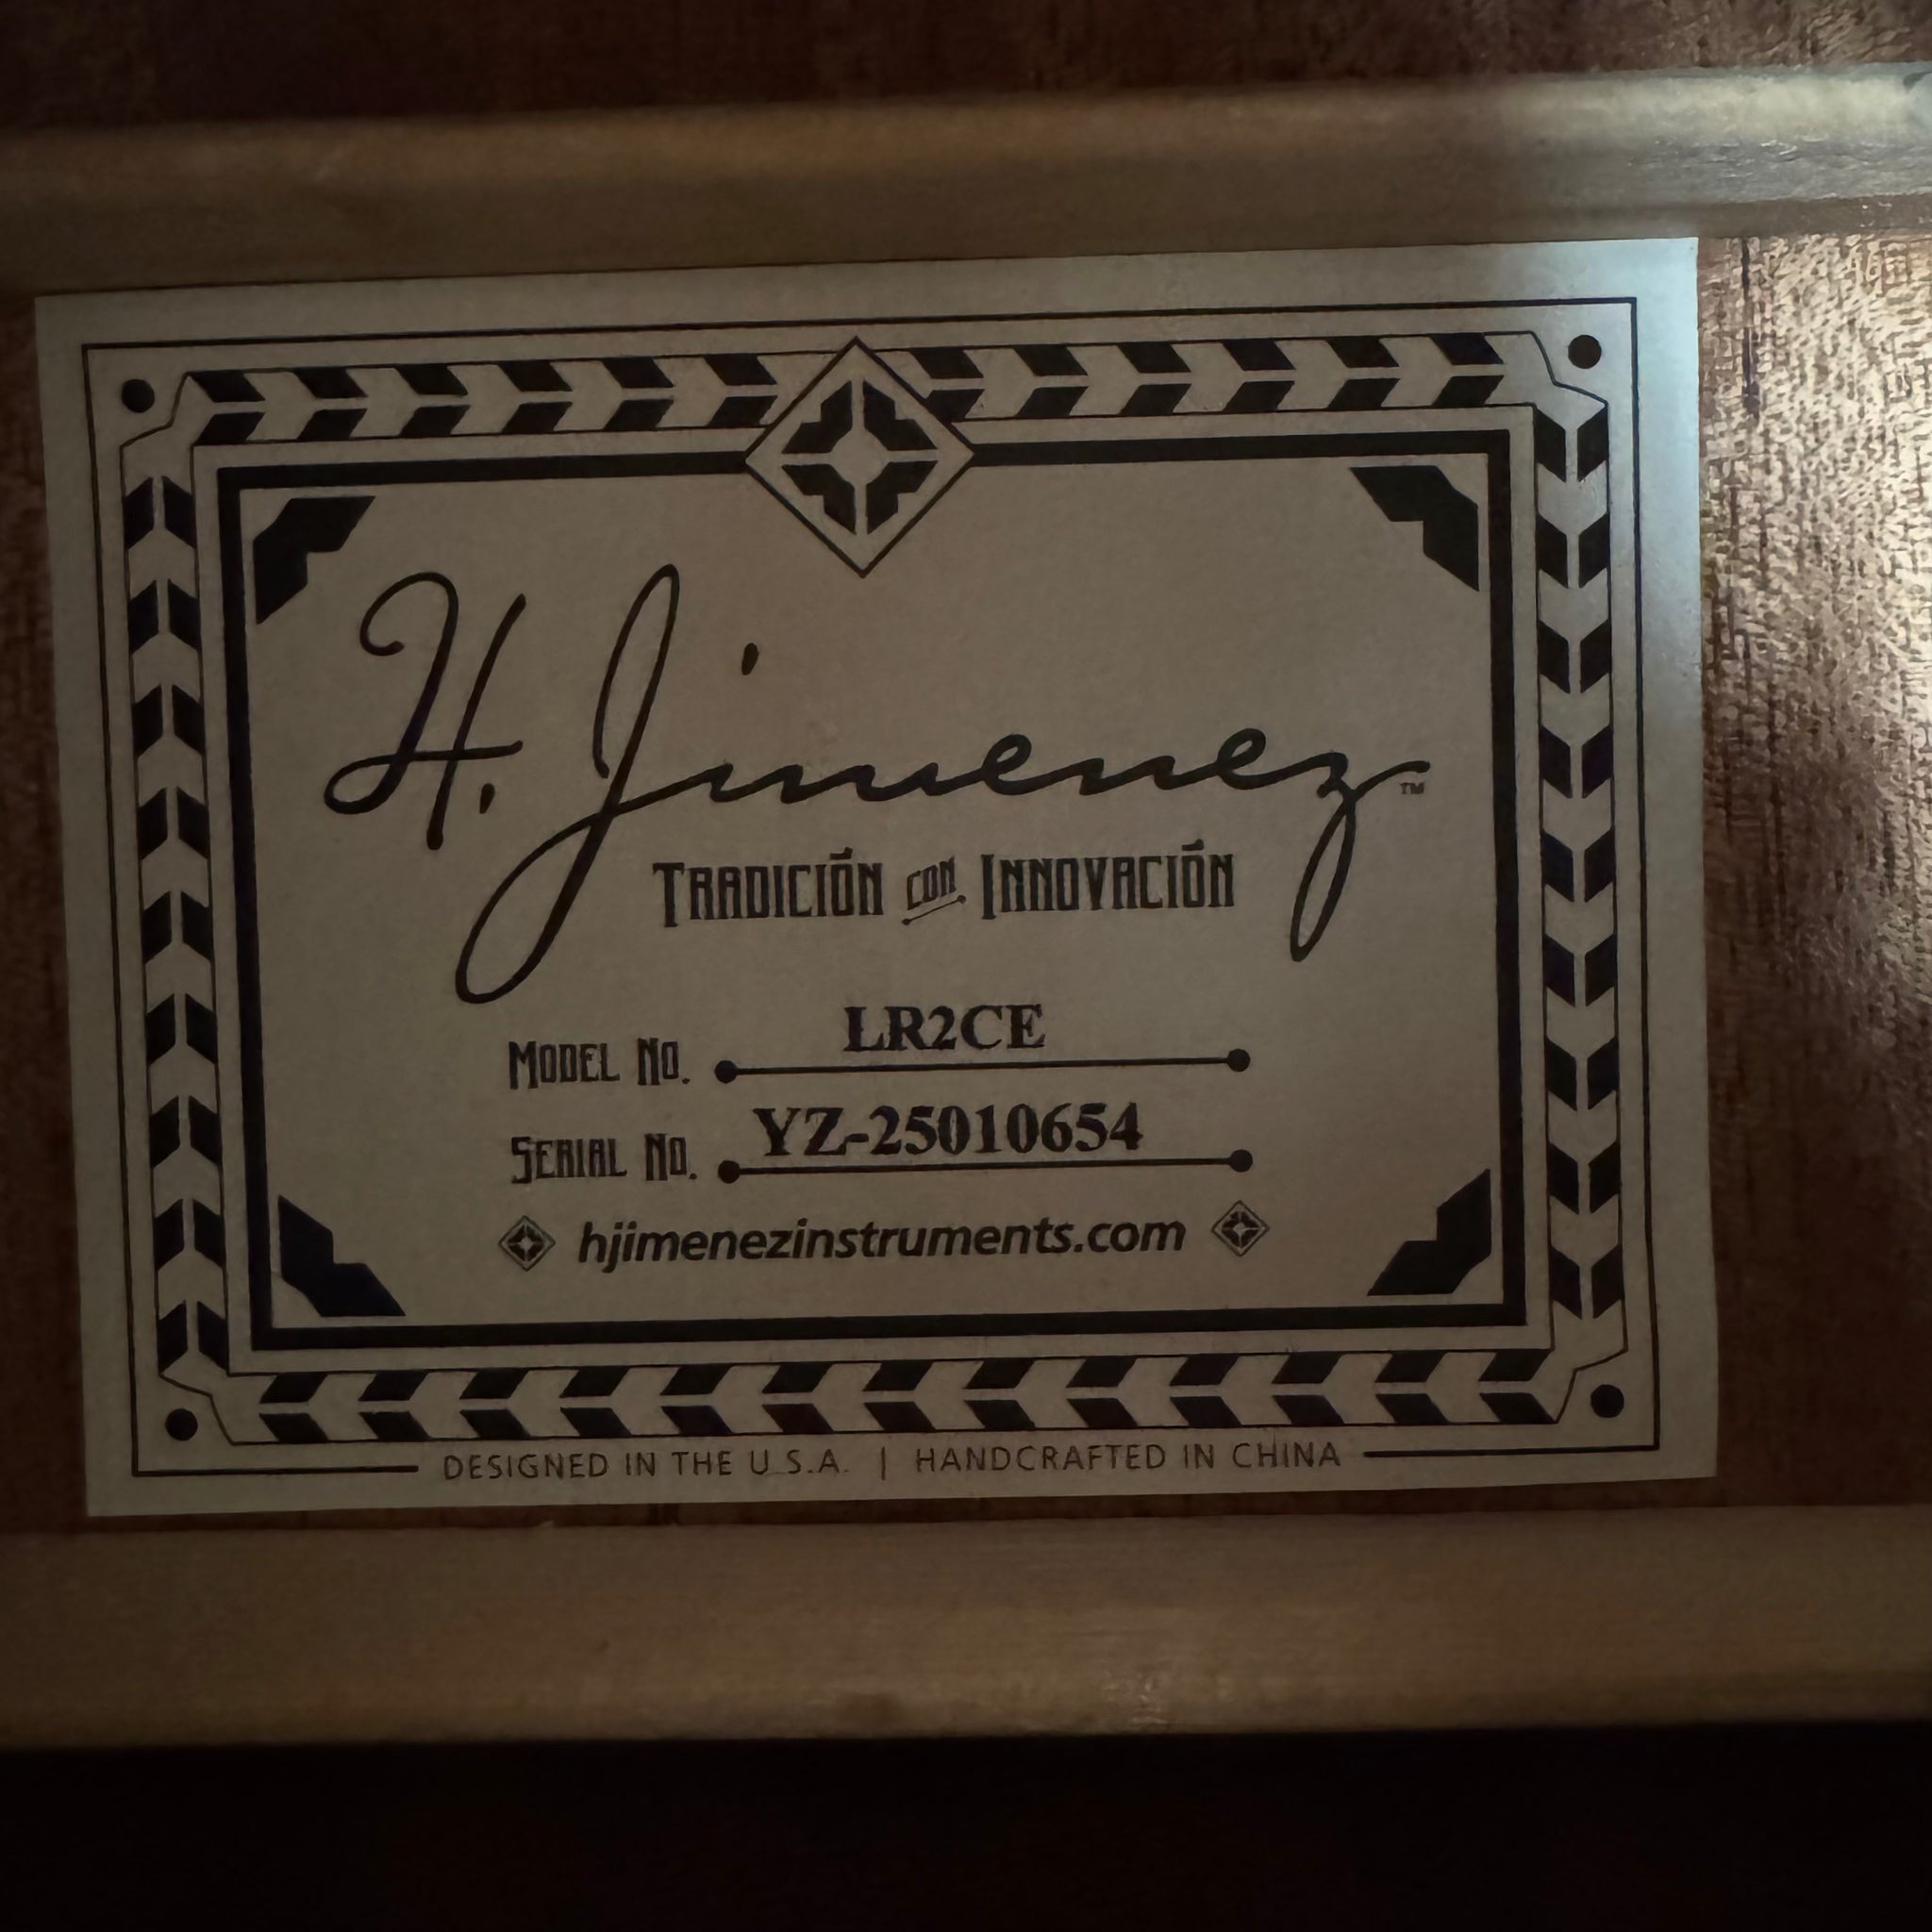 H. Jimenez™
TRADICIÓN CON INNOVACIÓN
MODEL NO. LR2CE
SERIAL NO. YZ-25010654
hjimenezinstruments.com
DESIGNED IN THE U.S.A. | HANDCRAFTED IN CHINA